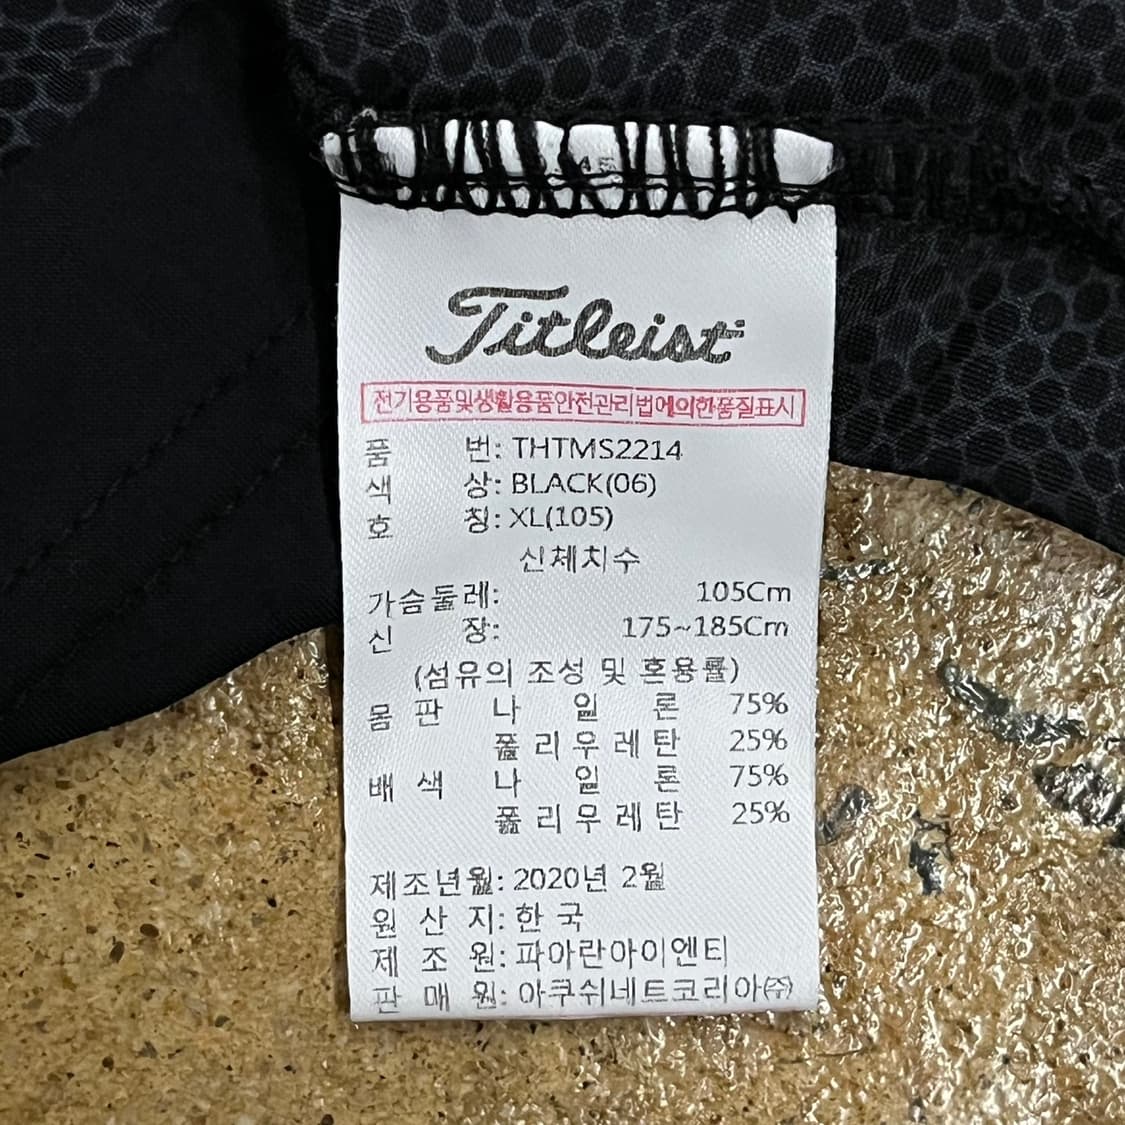 Titleist
전기용품및생활용품안전관리법에의한품질표시
품 번: THTMS2214
색 상: BLACK(06)
호 칭: XL(105)
신체치수
가슴둘레: 105Cm
신 장: 175~185Cm
(섬유의 조성 및 혼용률)
몸 판 나 일 론 75%
폴 리 우 레 탄 25%
배 색 나 일 론 75%
폴 리 우 레 탄 25%
제조년월: 2020년 2월
원 산 지: 한 국
제 조 원: 파아란아이엔티
판 매 원: 아쿠쉬네트코리아㈜